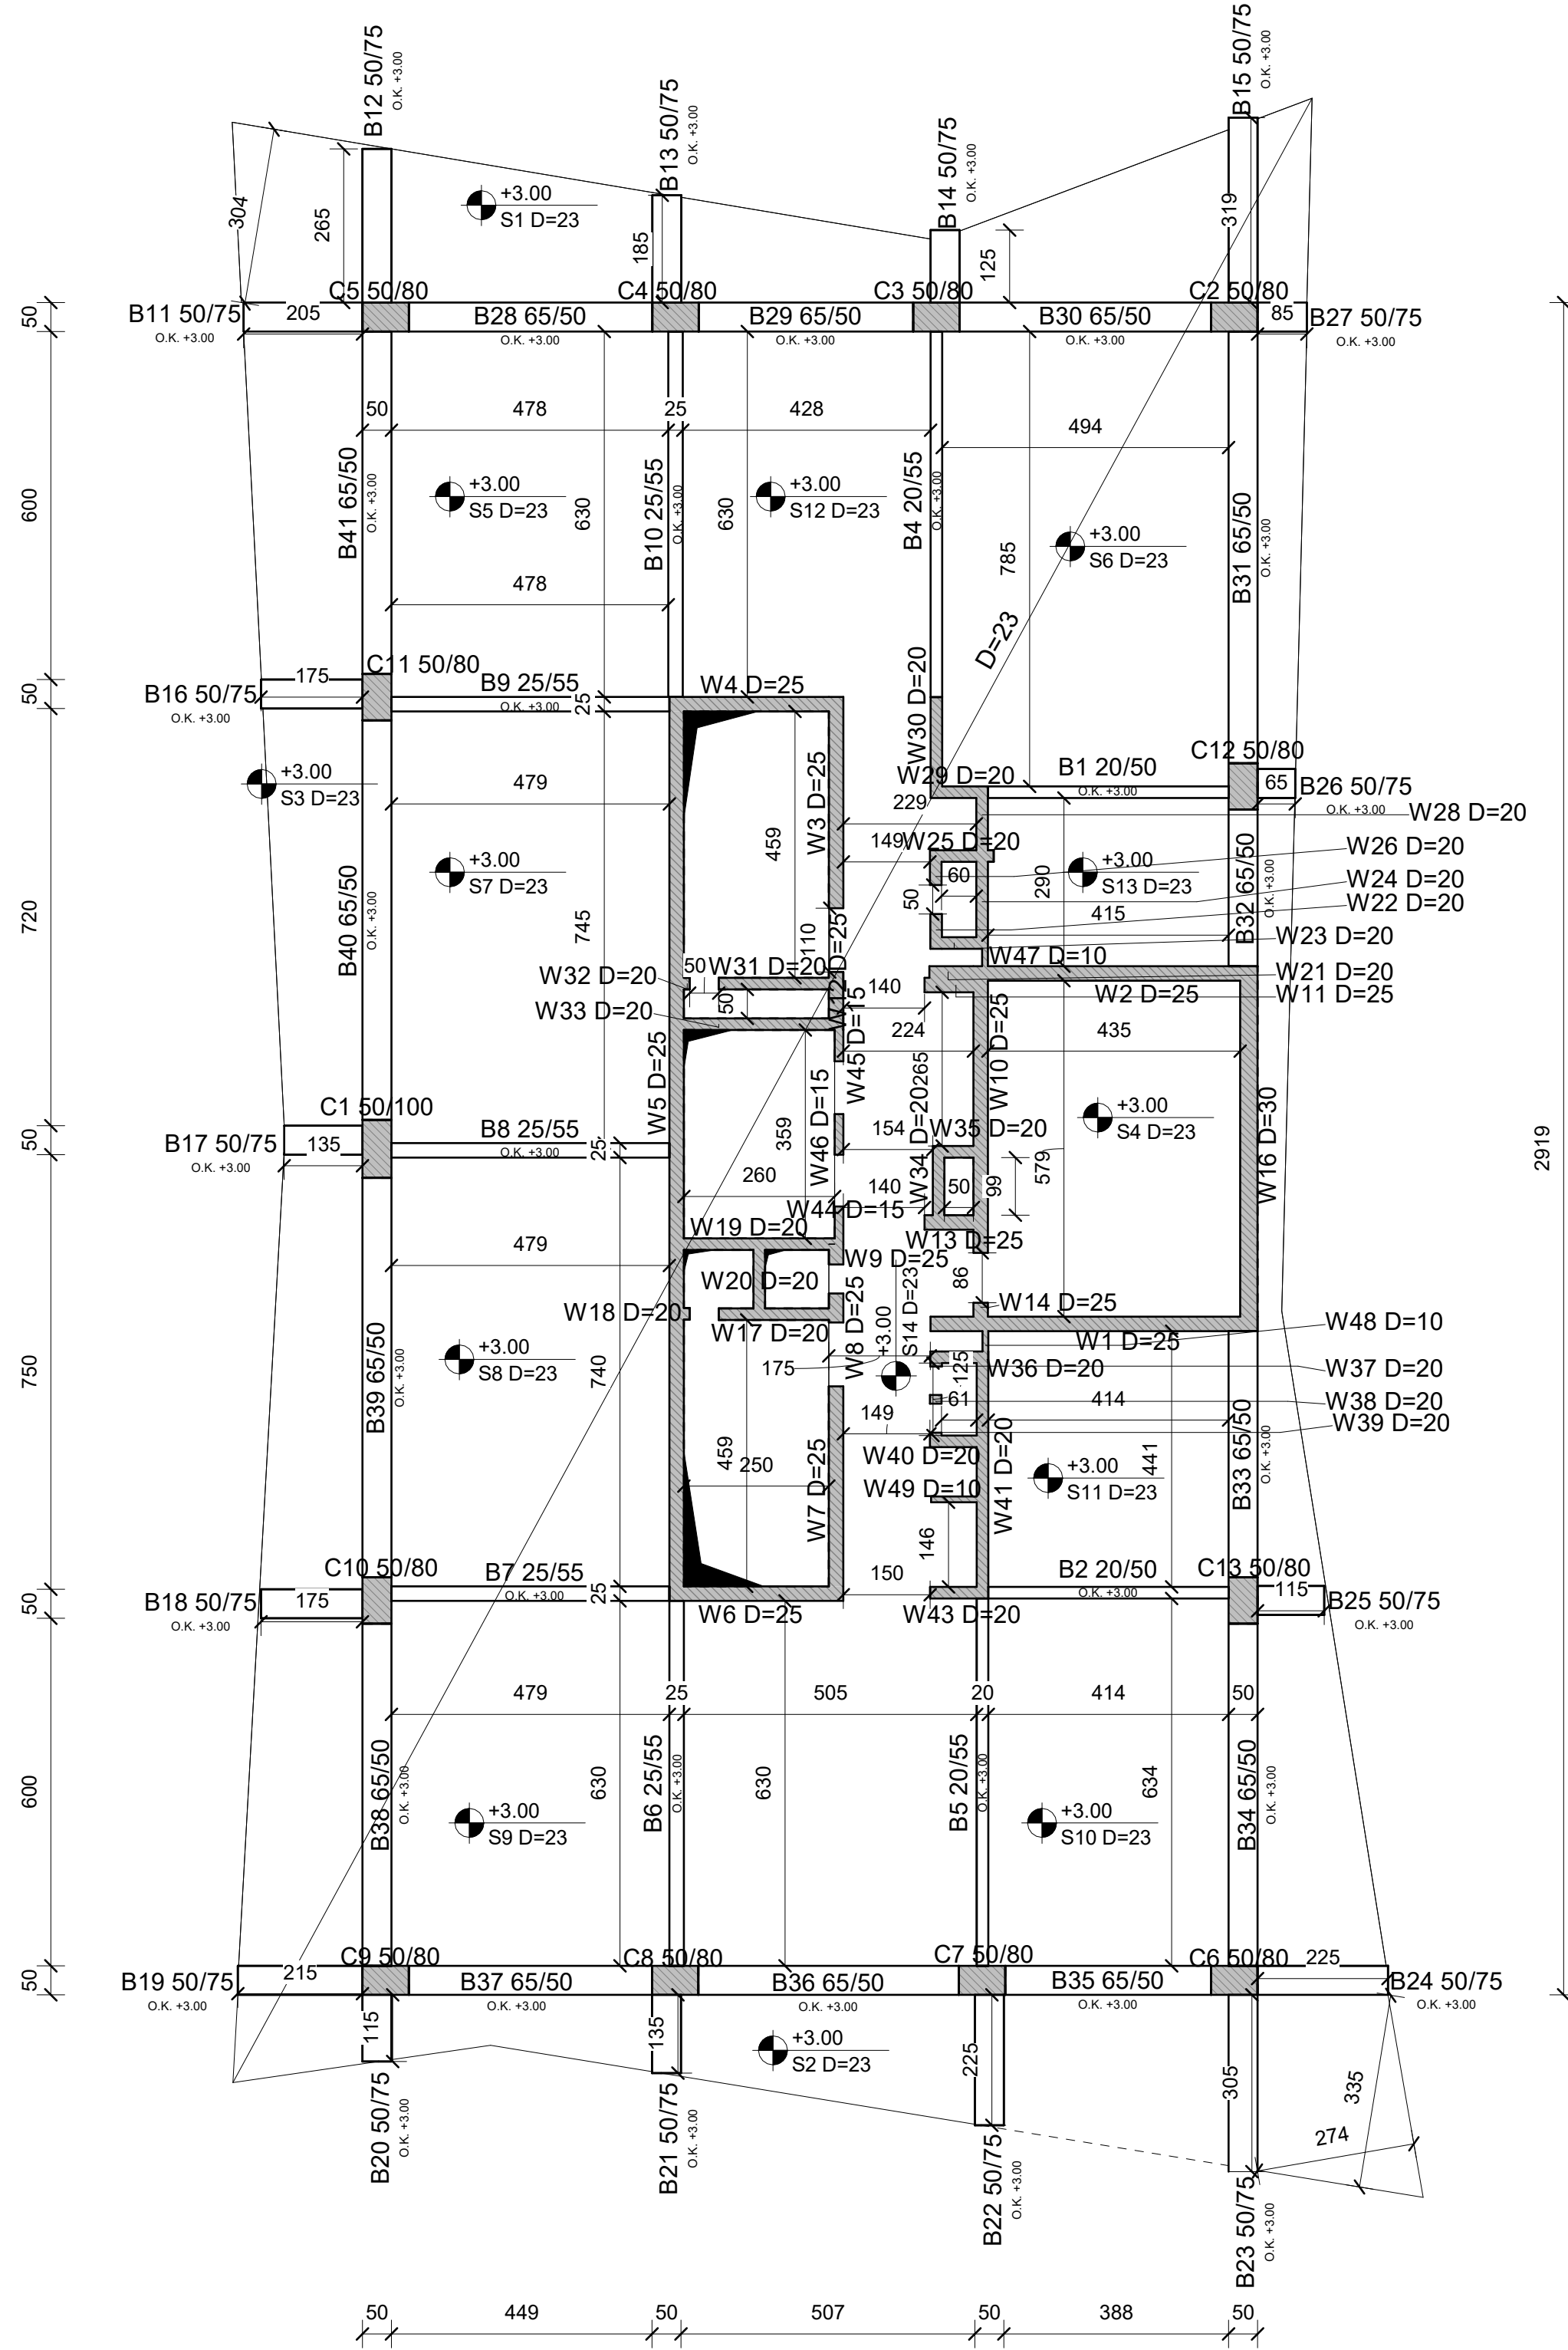 B12 50/75
O.K. +3.00
B13 50/75
O.K. +3.00
B14 50/75
O.K. +3.00
B15 50/75
O.K. +3.00
304
265
+3.00
S1 D=23
185
125
319
50
B11 50/75
O.K. +3.00
205
C5 50/80
B28 65/50
O.K. +3.00
C4 50/80
B29 65/50
O.K. +3.00
C3 50/80
B30 65/50
O.K. +3.00
C2 50/80
85
B27 50/75
O.K. +3.00
50
478
25
428
494
600
B41 65/50
O.K. +3.00
+3.00
S5 D=23
630
B10 25/55
O.K. +3.00
630
+3.00
S12 D=23
B4 20/55
O.K. +3.00
785
+3.00
S6 D=23
B31 65/50
O.K. +3.00
478
D=23
50
B16 50/75
O.K. +3.00
175
C11 50/80
B9 25/55
O.K. +3.00
25
W4 D=25
W30 D=20
+3.00
S3 D=23
479
W3 D=25
459
W29 D=20
229
B1 20/50
O.K. +3.00
C12 50/80
65
B26 50/75
O.K. +3.00
W28 D=20
149
W25 D=20
W26 D=20
720
B40 65/50
O.K. +3.00
+3.00
S7 D=23
745
60
50
290
+3.00
S13 D=23
415
B32 65/50
O.K. +3.00
W24 D=20
W22 D=20
W23 D=20
110
W12 D=25
W32 D=20
50
W31 D=20
W47 D=10
W21 D=20
W33 D=20
50
140
W2 D=25
W11 D=25
W5 D=25
W45 D=15
224
265
W10 D=25
435
50
B17 50/75
O.K. +3.00
135
C1 50/100
B8 25/55
O.K. +3.00
25
359
W46 D=15
154
W34 D=20
W35 D=20
+3.00
S4 D=23
W16 D=30
2919
260
140
50
99
579
W44 D=15
W19 D=20
W13 D=25
479
W9 D=25
W20 D=20
86
W18 D=20
W17 D=20
W8 D=25
+3.00
S14 D=23
W14 D=25
W1 D=25
W48 D=10
750
B39 65/50
O.K. +3.00
+3.00
S8 D=23
740
175
125
W36 D=20
W37 D=20
61
414
W38 D=20
W39 D=20
149
459
250
W7 D=25
W40 D=20
W49 D=10
W41 D=20
+3.00
S11 D=23
441
B33 65/50
O.K. +3.00
146
50
B18 50/75
O.K. +3.00
175
C10 50/80
B7 25/55
O.K. +3.00
25
W6 D=25
150
W43 D=20
B2 20/50
O.K. +3.00
C13 50/80
115
B25 50/75
O.K. +3.00
479
25
505
20
414
50
600
B38 65/50
O.K. +3.00
+3.00
S9 D=23
630
B6 25/55
O.K. +3.00
630
B5 20/55
O.K. +3.00
+3.00
S10 D=23
634
B34 65/50
O.K. +3.00
50
B19 50/75
O.K. +3.00
215
C9 50/80
B37 65/50
O.K. +3.00
C8 50/80
B36 65/50
O.K. +3.00
C7 50/80
B35 65/50
O.K. +3.00
C6 50/80
225
B24 50/75
O.K. +3.00
115
135
+3.00
S2 D=23
225
305
335
274
B20 50/75
O.K. +3.00
B21 50/75
O.K. +3.00
B22 50/75
O.K. +3.00
B23 50/75
O.K. +3.00
50
449
50
507
50
388
50